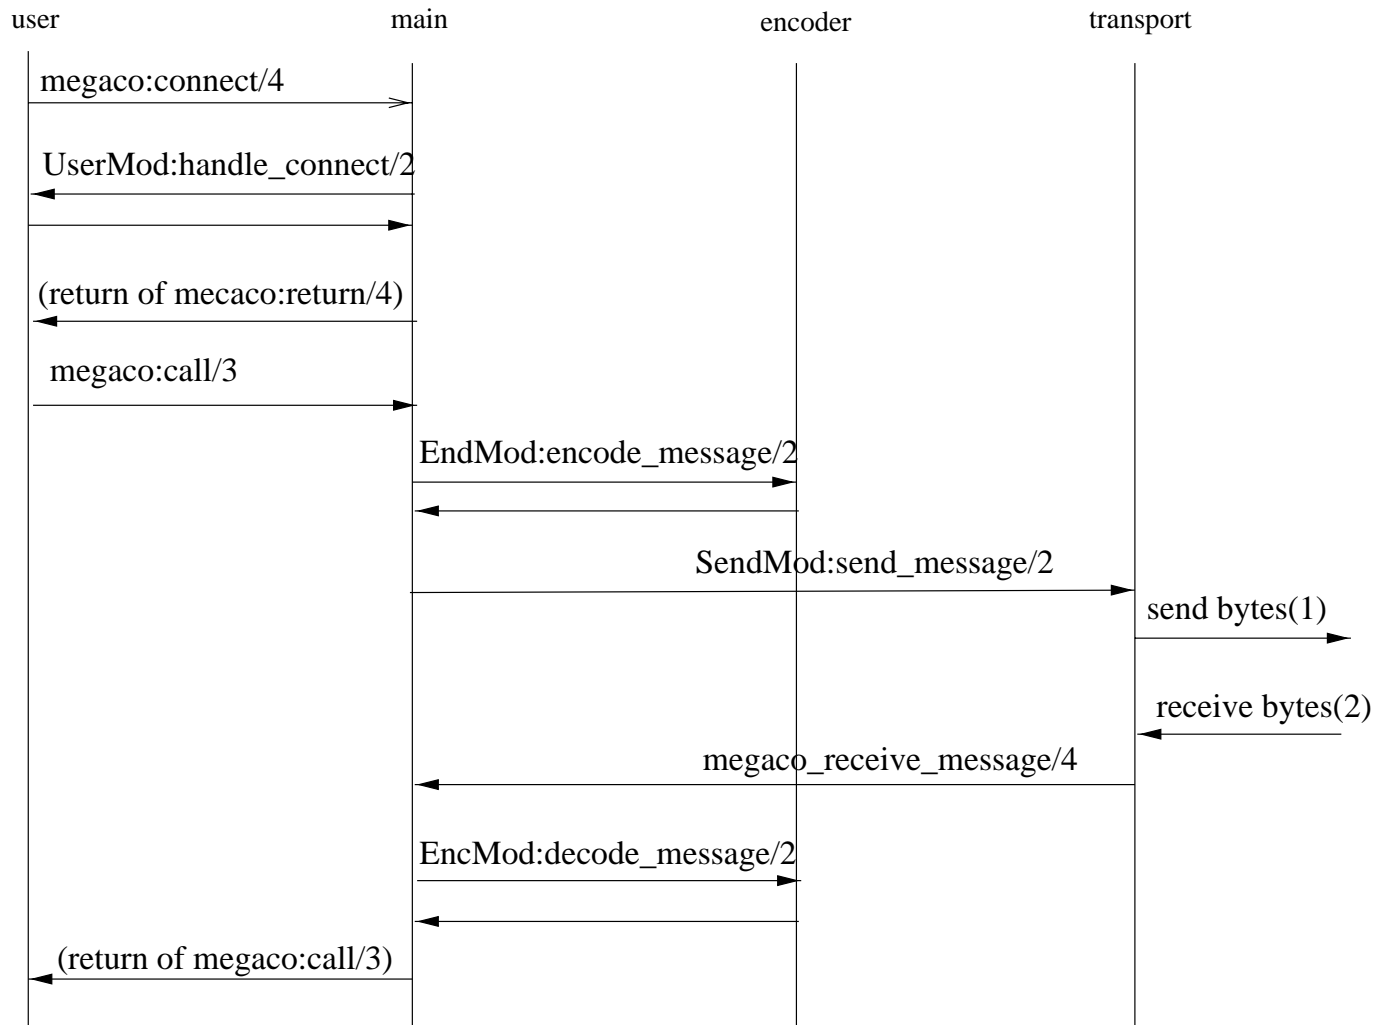 user
main
encoder
transport
megaco:connect/4
UserMod:handle_connect/2
(return of mecaco:return/4)
megaco:call/3
EndMod:encode_message/2
SendMod:send_message/2
send bytes(1)
receive bytes(2)
megaco_receive_message/4
EncMod:decode_message/2
(return of megaco:call/3)